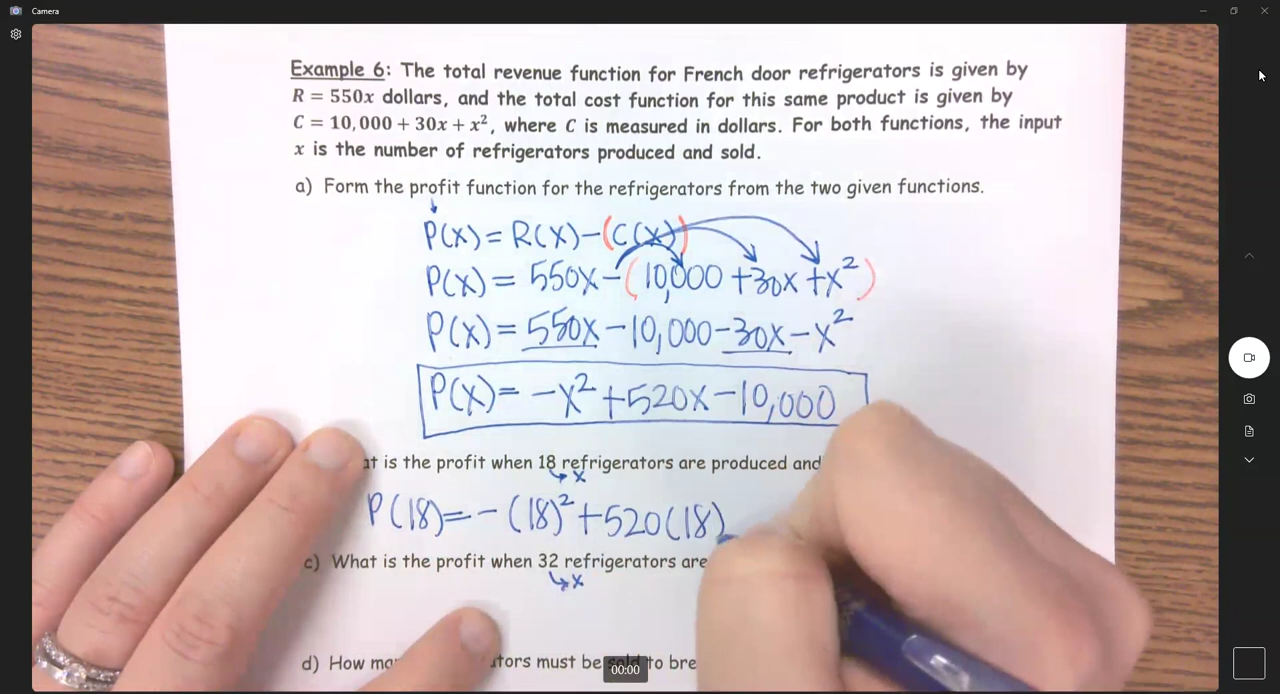 Camera
Example 6: The total revenue function for French door refrigerators is given by
R = 550x dollars, and the total cost function for this same product is given by
C = 10,000 + 30x + x², where C is measured in dollars. For both functions, the input
x is the number of refrigerators produced and sold.
a) Form the profit function for the refrigerators from the two given functions.
P(x) = R(x) - (C(x))
P(x) = 550x - (10,000 + 30x + x²)
P(x) = 550x - 10,000 - 30x - x²
P(x) = -x² + 520x - 10,000
is the profit when 18 refrigerators are produced and
x
P(18) = -(18)² + 520(18)
c) What is the profit when 32 refrigerators are
x
d) How must be to
00:00